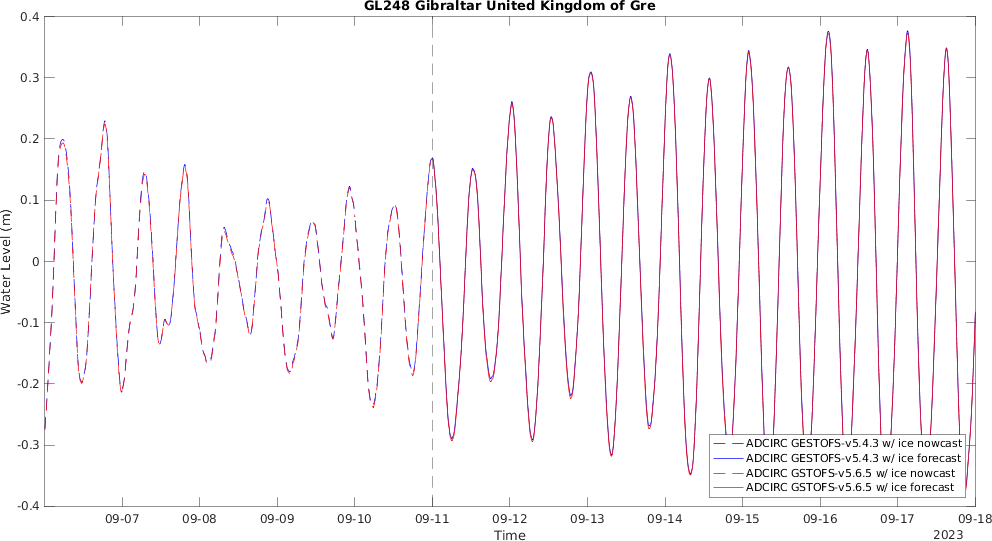 GL248 Gibraltar United Kingdom of Gre
0.4
0.3
0.2
0.1
0
-0.1
-0.2
-0.3
-0.4
Water Level (m)
ADCIRC GESTOFS-v5.4.3 w/ ice nowcast
ADCIRC GESTOFS-v5.4.3 w/ ice forecast
ADCIRC GSTOFS-v5.6.5 w/ ice nowcast
ADCIRC GSTOFS-v5.6.5 w/ ice forecast
09-07 09-08 09-09 09-10 09-11 09-12 09-13 09-14 09-15 09-16 09-17 09-18
Time
2023